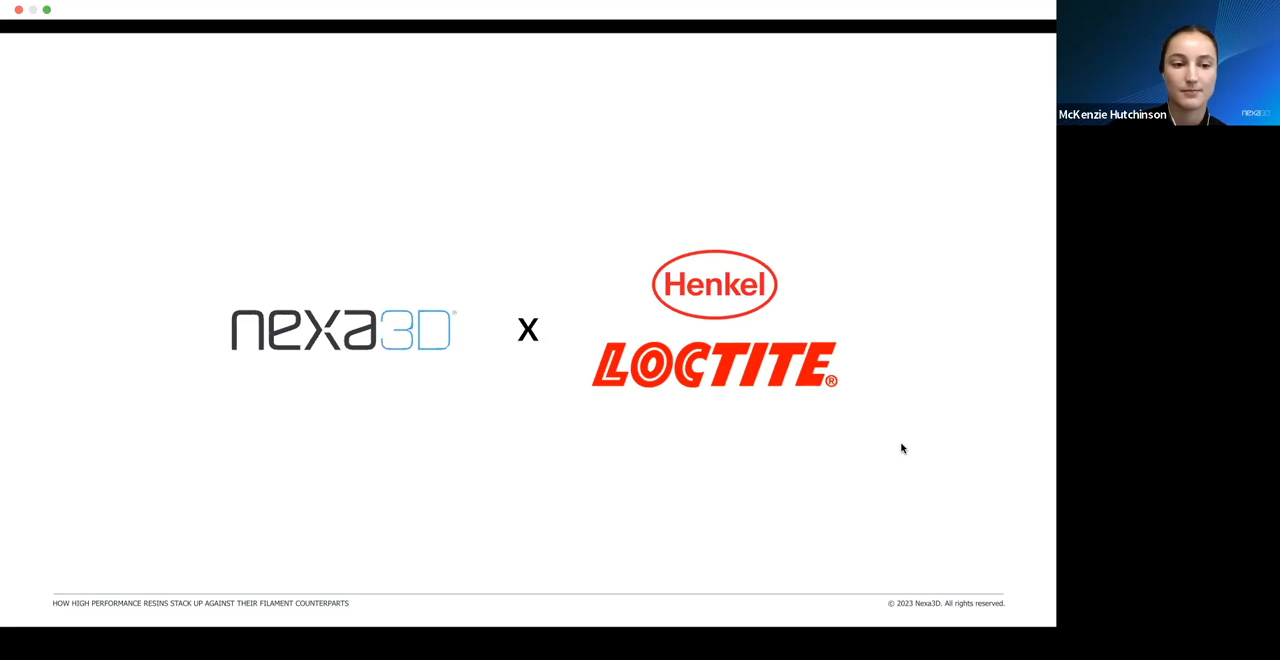 nexa3D®
x
Henkel
LOCTITE®
HOW HIGH PERFORMANCE RESINS STACK UP AGAINST THEIR FILAMENT COUNTERPARTS
© 2023 Nexa3D. All rights reserved.
McKenzie Hutchinson
nexa3D